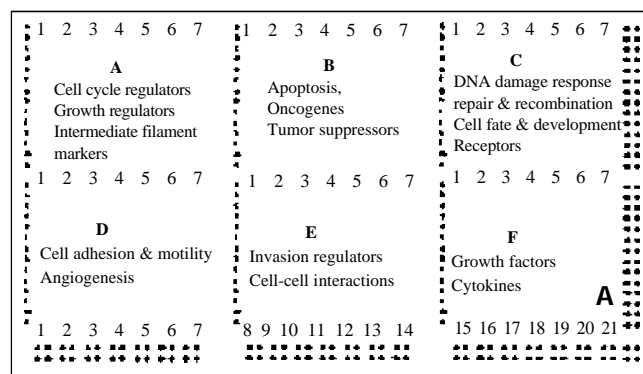 1 2 3 4 5 6 7
A
Cell cycle regulators
Growth regulators
Intermediate filament
markers
1 2 3 4 5 6 7
B
Apoptosis,
Oncogenes
Tumor suppressors
1 2 3 4 5 6 7
C
DNA damage response
repair & recombination
Cell fate & development
Receptors
1 2 3 4 5 6 7
D
Cell adhesion & motility
Angiogenesis
1 2 3 4 5 6 7
E
Invasion regulators
Cell-cell interactions
1 2 3 4 5 6 7
F
Growth factors
Cytokines
A
1 2 3 4 5 6 7 8 9 10 11 12 13 14 15 16 17 18 19 20 21